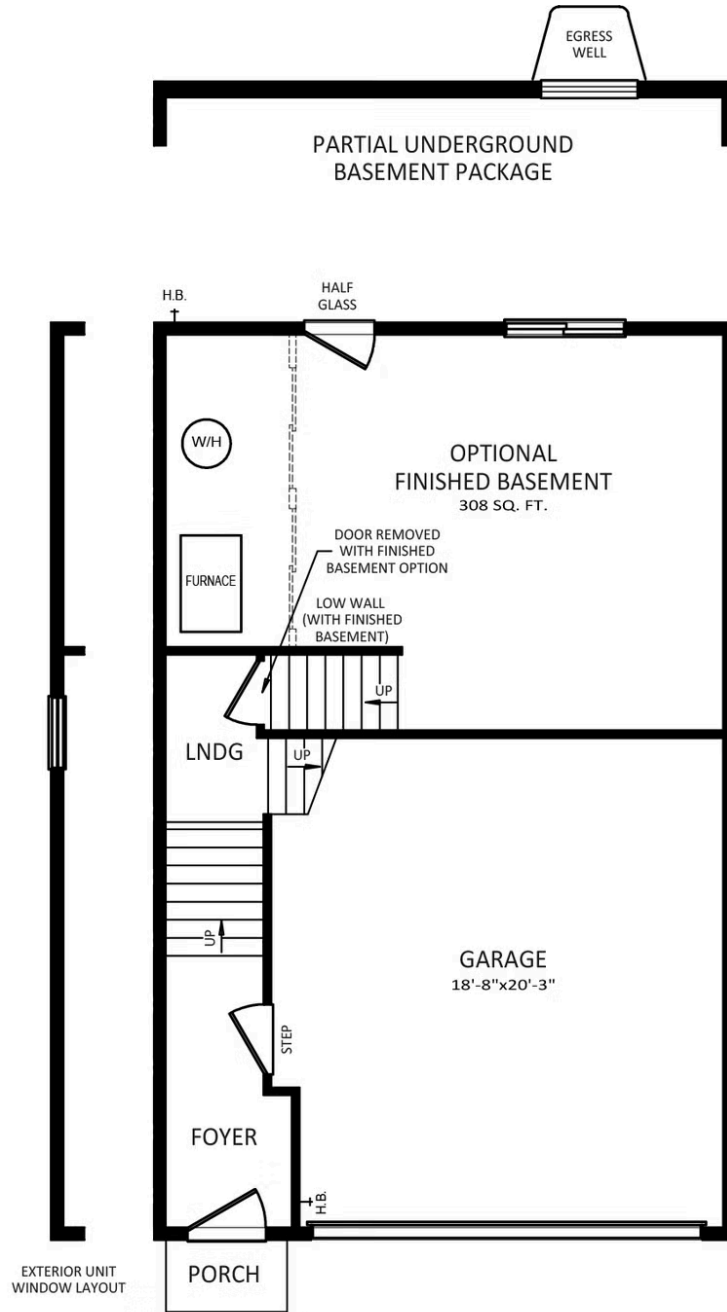 EGRESS
WELL
PARTIAL UNDERGROUND
BASEMENT PACKAGE
H.B.
HALF
GLASS
W/H
OPTIONAL
FINISHED BASEMENT
308 SQ. FT.
DOOR REMOVED
WITH FINISHED
BASEMENT OPTION
FURNACE
LOW WALL
(WITH FINISHED
BASEMENT)
UP
LNDG
UP
UP
GARAGE
18'-8"x20'-3"
STEP
FOYER
H.B.
PORCH
EXTERIOR UNIT
WINDOW LAYOUT